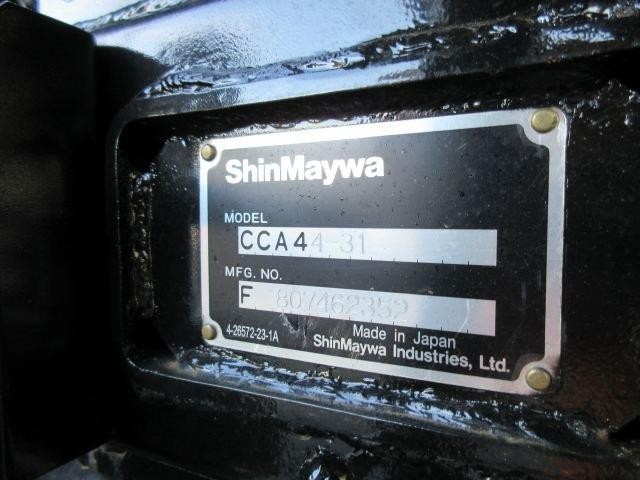 ShinMaywa
MODEL
CCA44-31
MFG. NO.
F 807462352
4-26572-23-1A
Made in Japan
ShinMaywa Industries, Ltd.